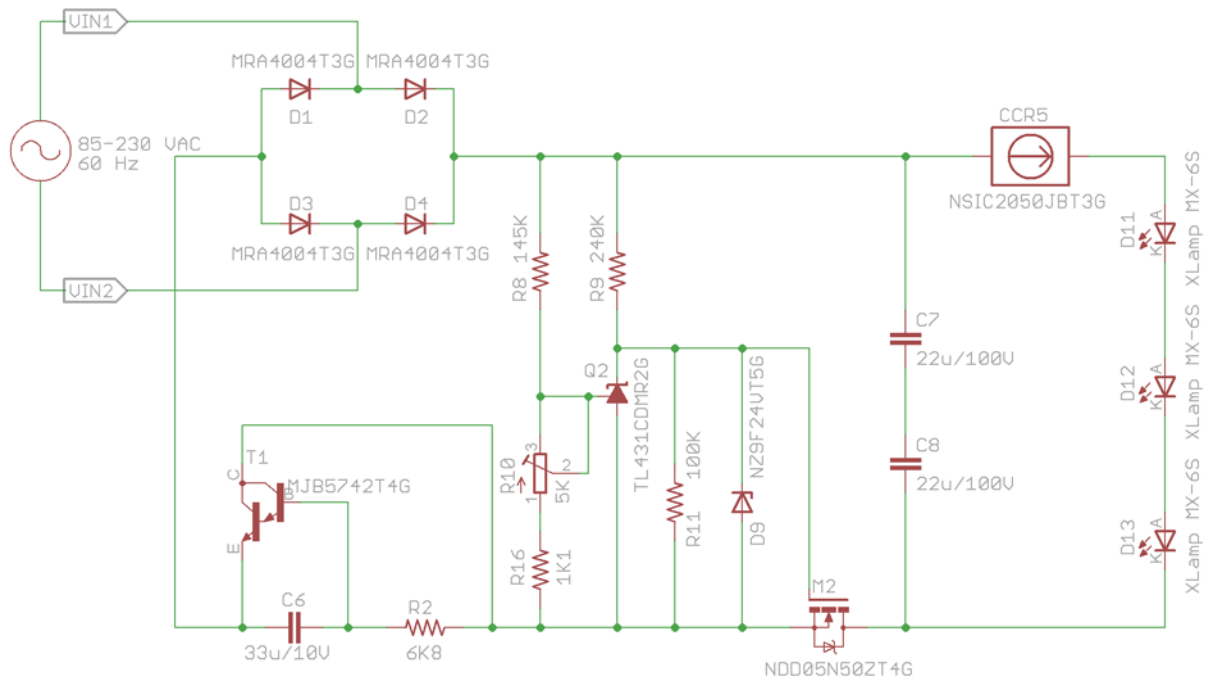 VIN1
MRA4004T3G MRA4004T3G
D1 D2
85-230 VAC
60 Hz
D3 D4
MRA4004T3G MRA4004T3G
VIN2
CCR5
NSIC2050JBT3G
R8 145K
R9 240K
D11
A
K
XLamp MX-6S
C7
22u/100V
Q2
TL431CDMR2G
NZ9F24VT5G
D9
D12
A
K
XLamp MX-6S
R10
3
2
1
5K
100K
R11
C8
22u/100V
T1
C
B
E
MJB5742T4G
R16
1K1
D13
A
K
XLamp MX-6S
C6
33u/10V
R2
6K8
M2
NDD05N50ZT4G